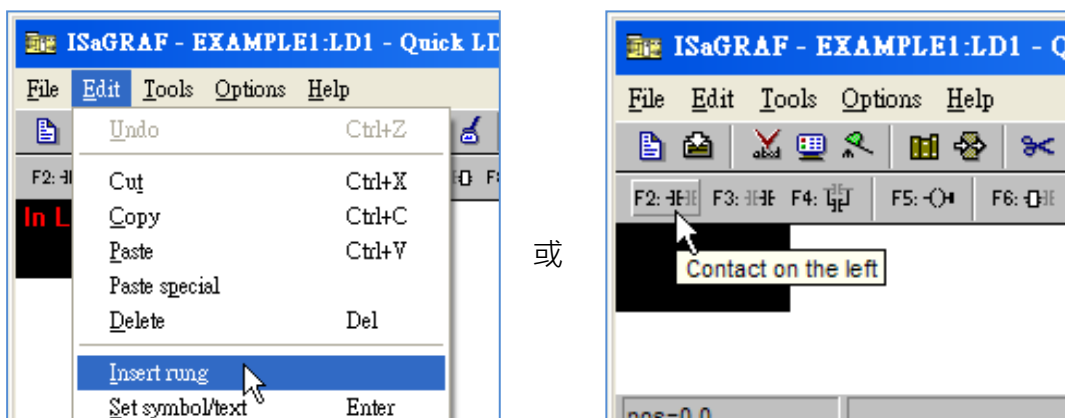 ISaGRAF - EXAMPLE1:LD1 - Quick LD
File Edit Tools Options Help
Undo Ctrl+Z
F2:
Cut Ctrl+X
In L
Copy Ctrl+C
Paste Ctrl+V
Paste special
Delete Del
Insert rung
Set symbol/text Enter
或
ISaGRAF - EXAMPLE1:LD1 - Q
File Edit Tools Options Help
F2: F3: F4: F5: F6:
Contact on the left
pos=0,0